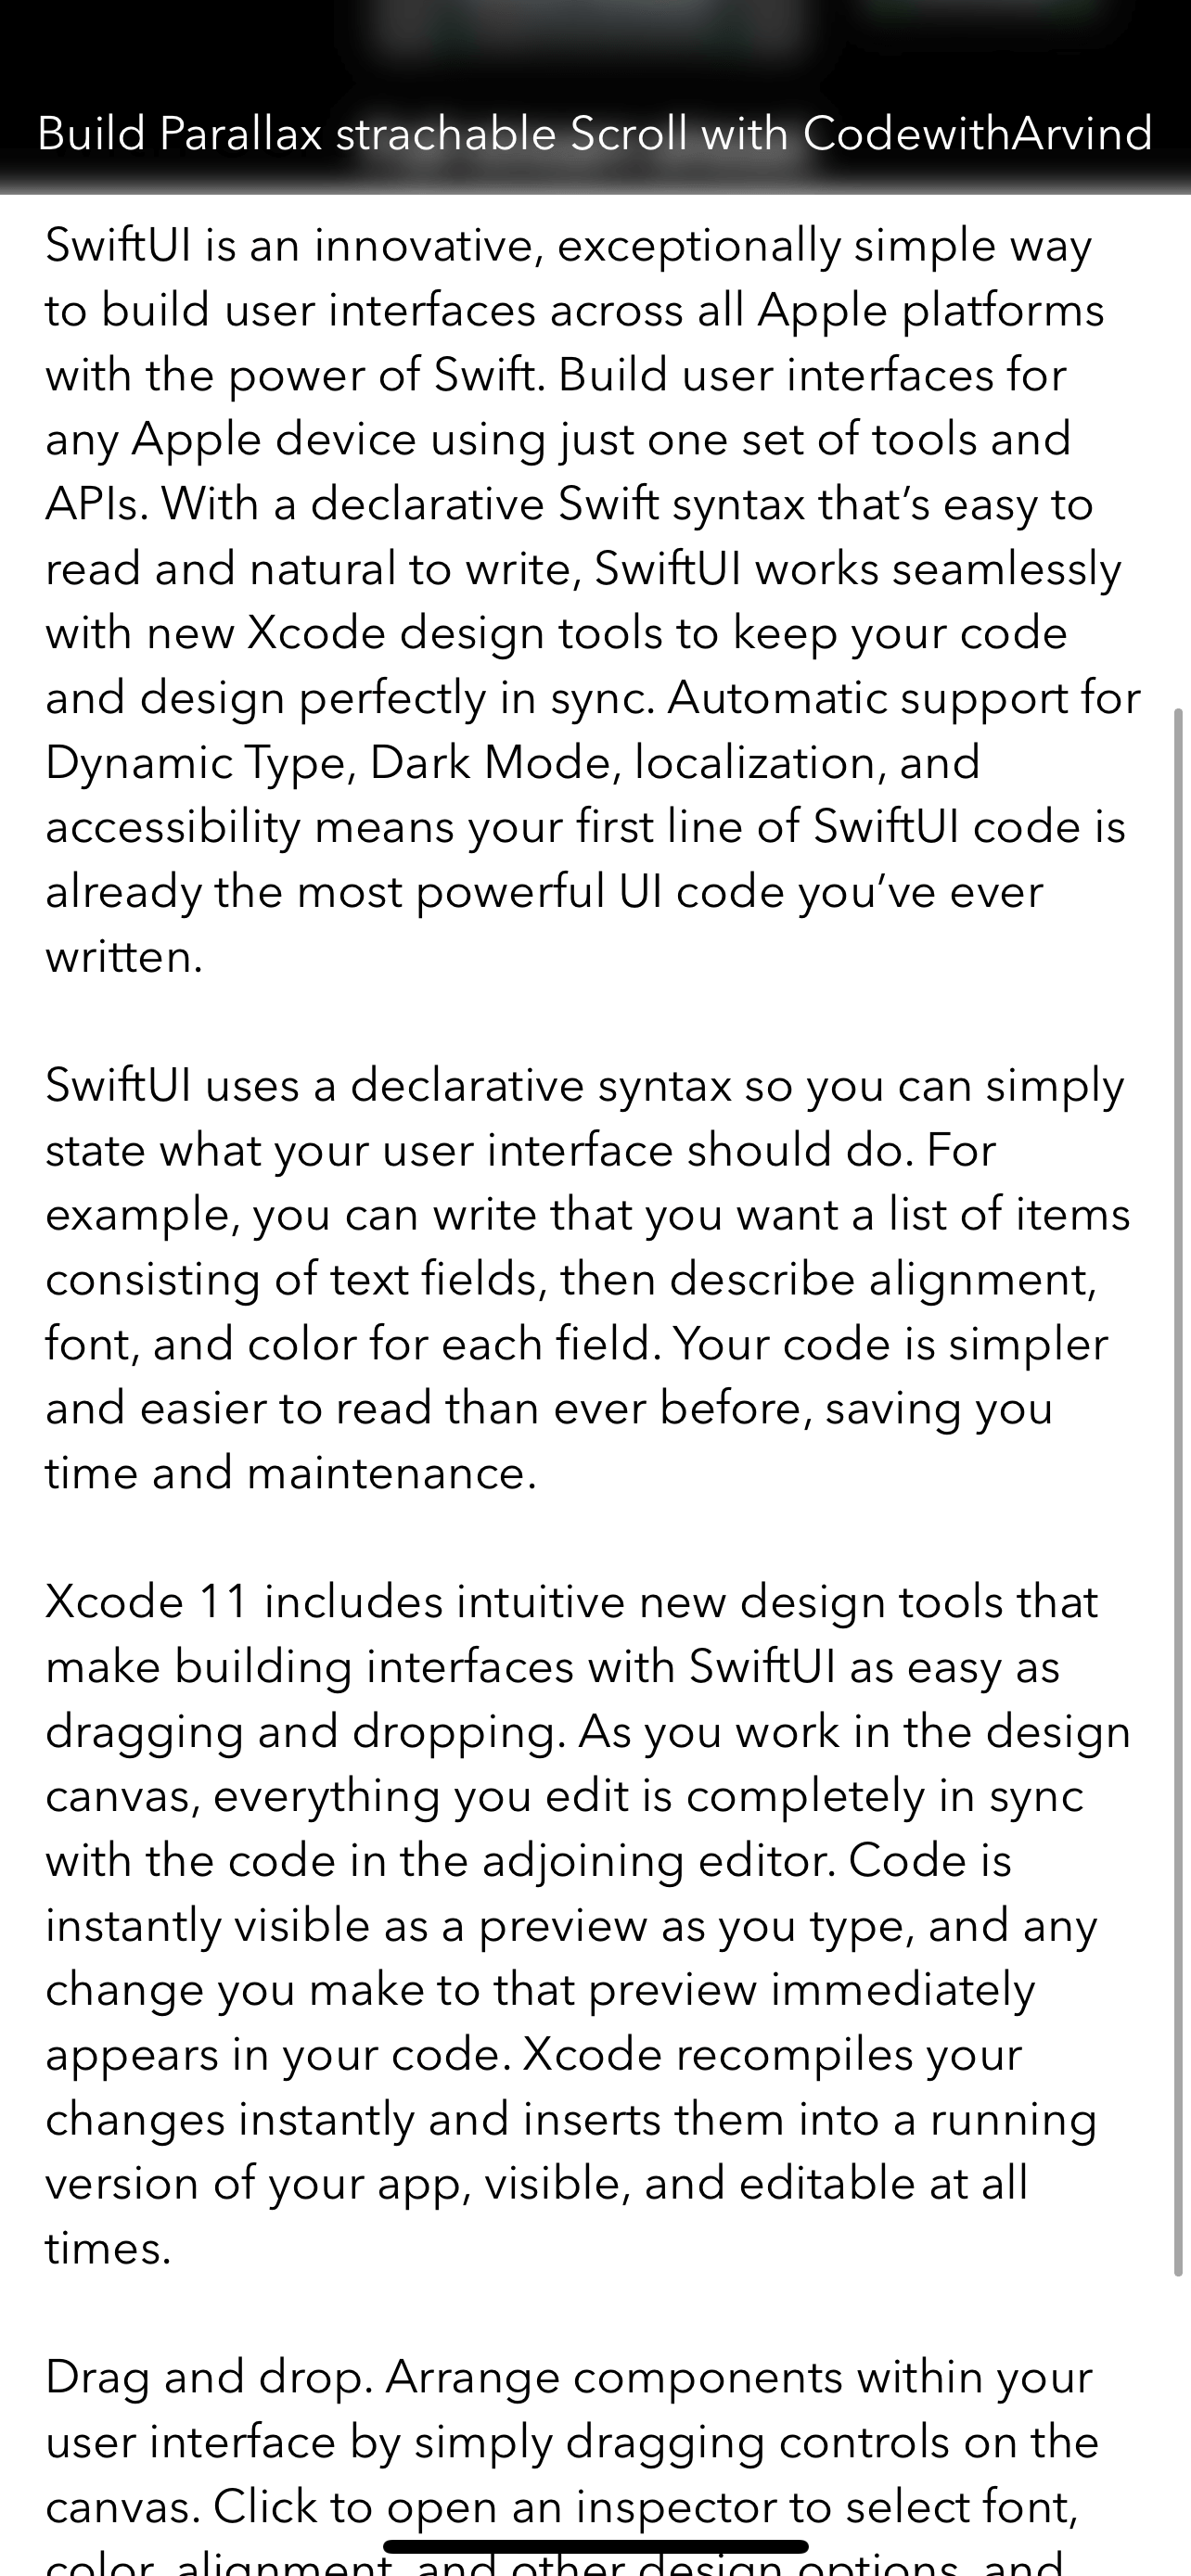 Build Parallax strachable Scroll with CodewithArvind
SwiftUI is an innovative, exceptionally simple way
to build user interfaces across all Apple platforms
with the power of Swift. Build user interfaces for
any Apple device using just one set of tools and
APIs. With a declarative Swift syntax that’s easy to
read and natural to write, SwiftUI works seamlessly
with new Xcode design tools to keep your code
and design perfectly in sync. Automatic support for
Dynamic Type, Dark Mode, localization, and
accessibility means your first line of SwiftUI code is
already the most powerful UI code you’ve ever
written.
SwiftUI uses a declarative syntax so you can simply
state what your user interface should do. For
example, you can write that you want a list of items
consisting of text fields, then describe alignment,
font, and color for each field. Your code is simpler
and easier to read than ever before, saving you
time and maintenance.
Xcode 11 includes intuitive new design tools that
make building interfaces with SwiftUI as easy as
dragging and dropping. As you work in the design
canvas, everything you edit is completely in sync
with the code in the adjoining editor. Code is
instantly visible as a preview as you type, and any
change you make to that preview immediately
appears in your code. Xcode recompiles your
changes instantly and inserts them into a running
version of your app, visible, and editable at all
times.
Drag and drop. Arrange components within your
user interface by simply dragging controls on the
canvas. Click to open an inspector to select font,
color, alignment, and other design options, and